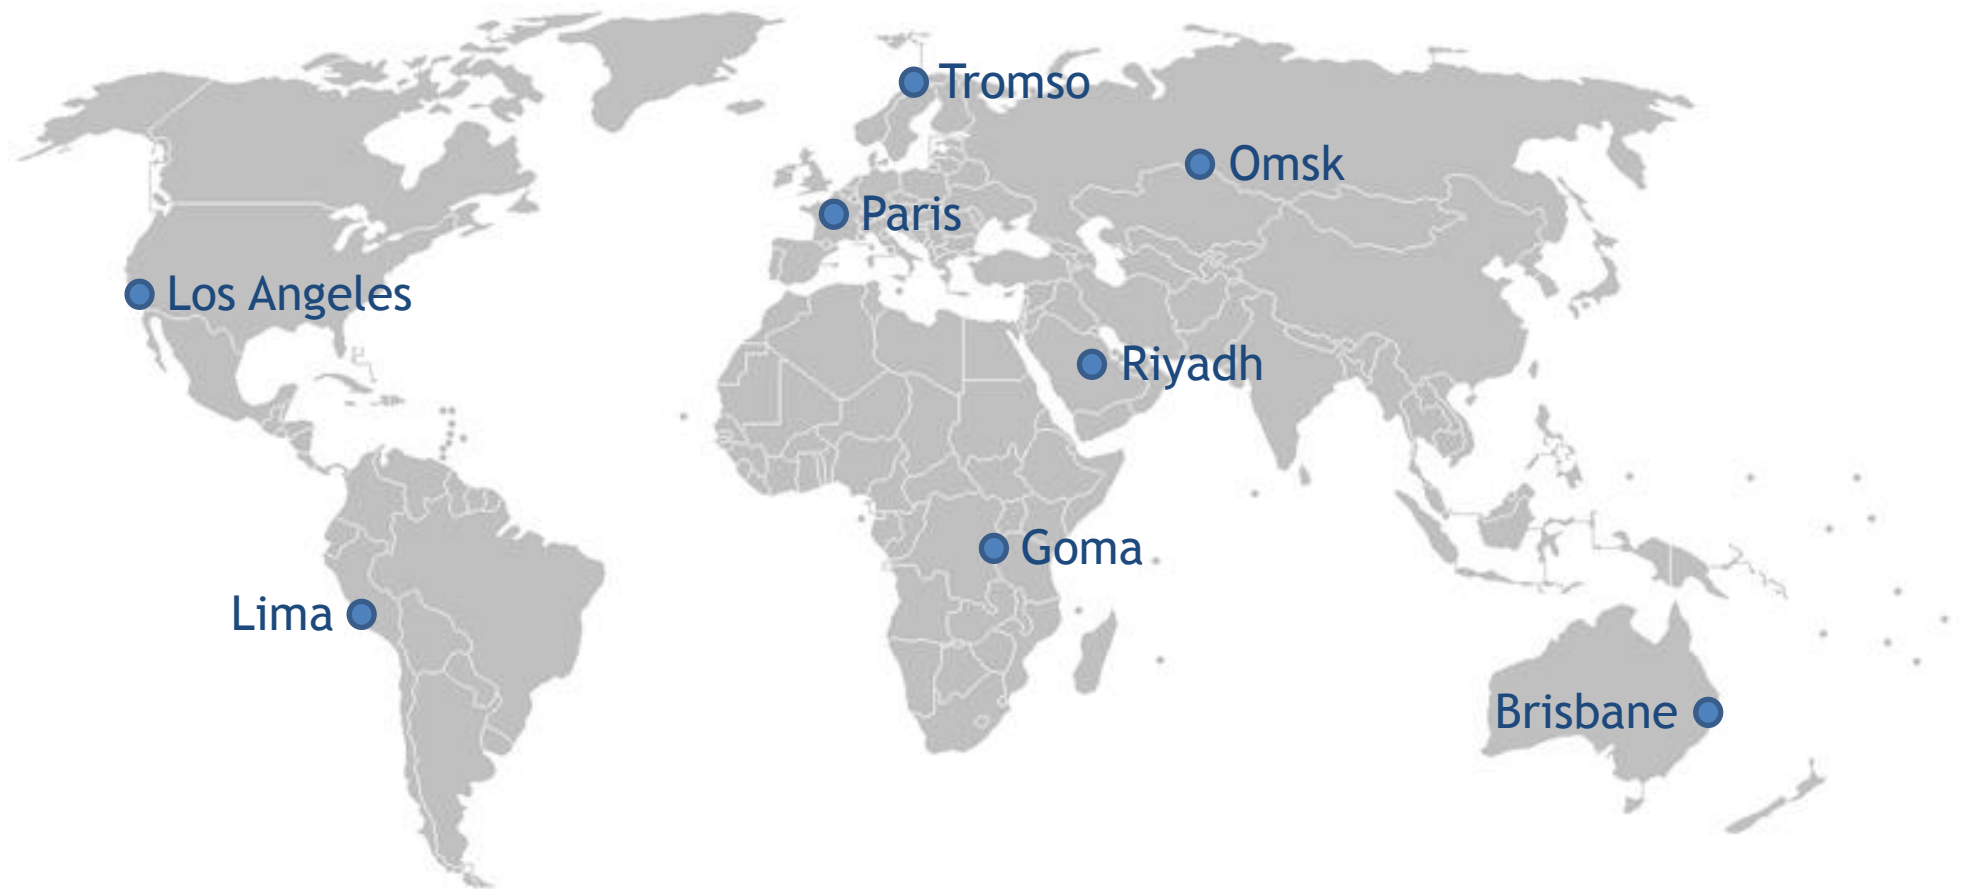 Tromso
Omsk
Paris
Los Angeles
Riyadh
Goma
Lima
Brisbane